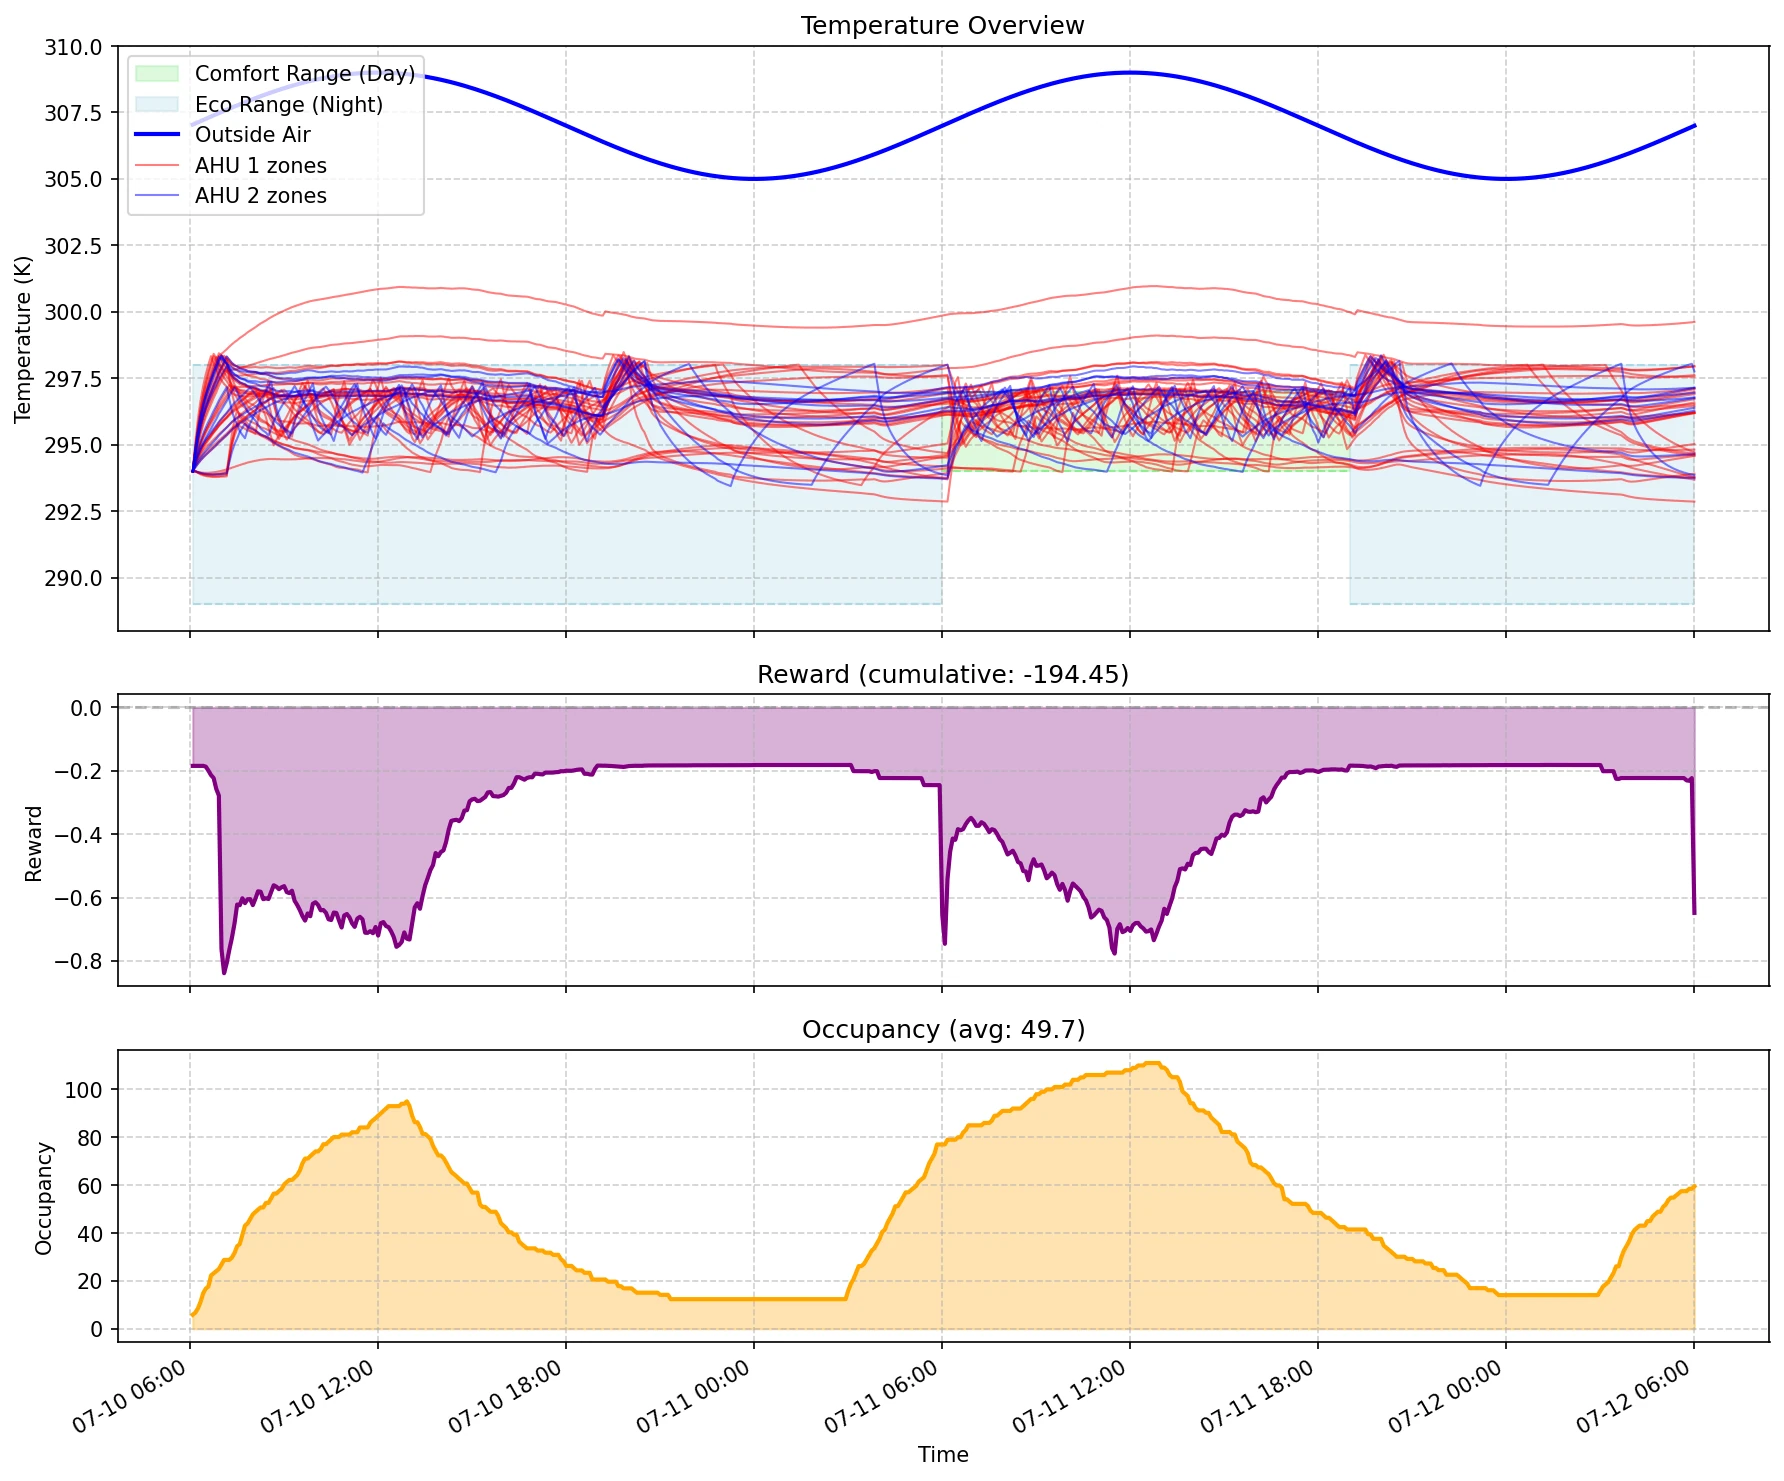 Temperature Overview
310.0
307.5
305.0
302.5
300.0
297.5
295.0
292.5
290.0
Temperature (K)
Comfort Range (Day)
Eco Range (Night)
Outside Air
AHU 1 zones
AHU 2 zones
Reward (cumulative: -194.45)
0.0
−0.2
−0.4
−0.6
−0.8
Reward
Occupancy (avg: 49.7)
100
80
60
40
20
0
Occupancy
07-10 06:00
07-10 12:00
07-10 18:00
07-11 00:00
07-11 06:00
07-11 12:00
07-11 18:00
07-12 00:00
07-12 06:00
Time